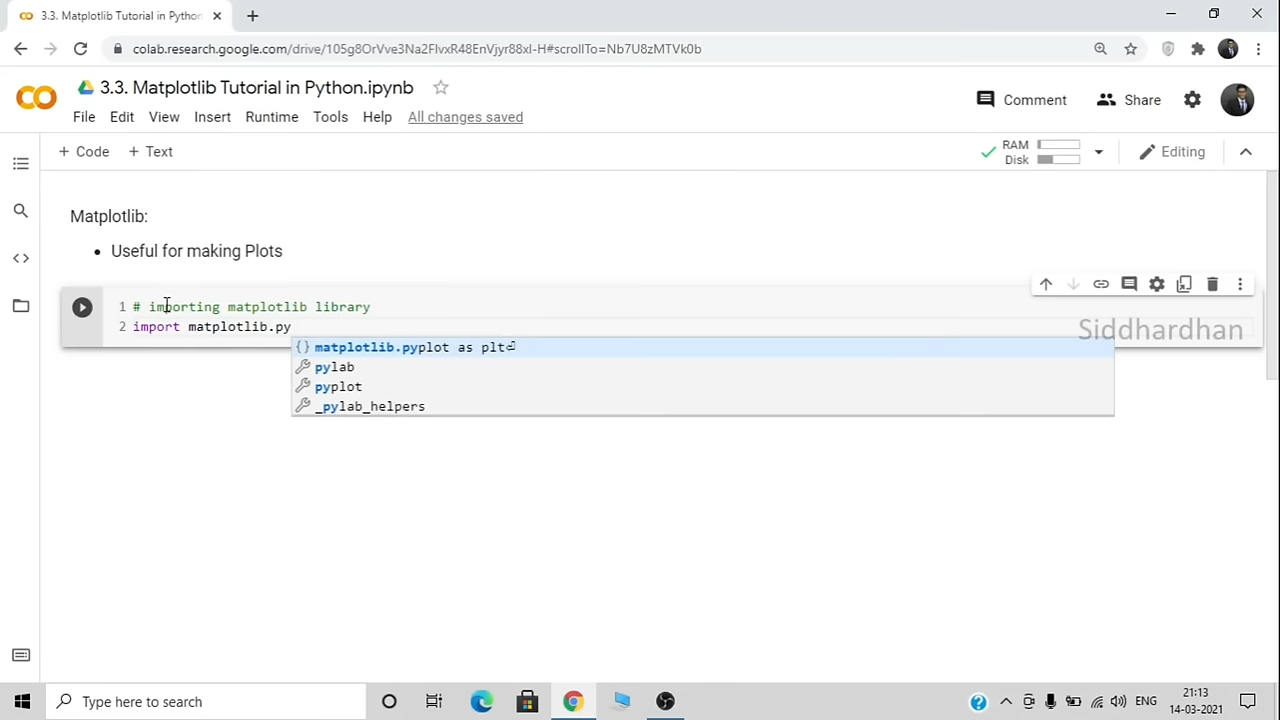 3.3. Matplotlib Tutorial in Python
colab.research.google.com/drive/105g8OrVve3Na2FlvxR48EnVjyr88xI-H#scrollTo=Nb7U8zMTVk0b
3.3. Matplotlib Tutorial in Python.ipynb
Comment
Share
File Edit View Insert Runtime Tools Help All changes saved
+ Code + Text
RAM
Disk
Editing
Matplotlib:
Useful for making Plots
1 # importing matplotlib library
2 import matplotlib.py
Siddhardhan
{} matplotlib.pyplot as plt⏎
pylab
pyplot
_pylab_helpers
Type here to search
ENG
21:13
14-03-2021